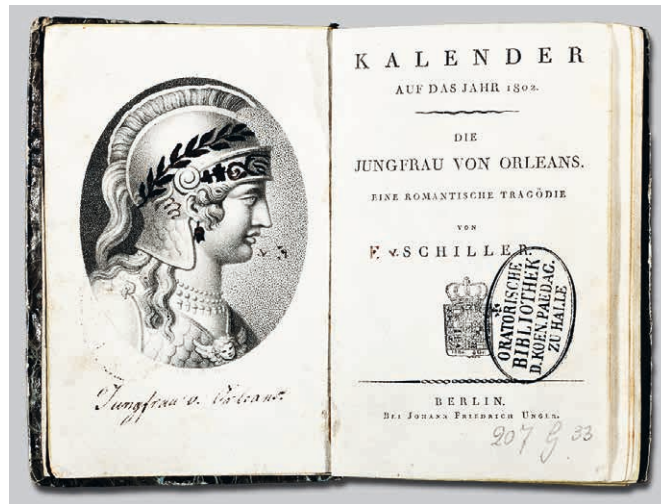 Jungfrau v. Orleans.
KALENDER
AUF DAS JAHR 1802.
DIE
JUNGFRAU VON ORLEANS.
EINE ROMANTISCHE TRAGÖDIE
VON
F. v. SCHILLER.
ORATORISCHE
BIBLIOTHEK
D. KOEN. PAEDAG.
ZU HALLE
BERLIN.
BEI JOHANN FRIEDRICH UNGER.
207 G 33